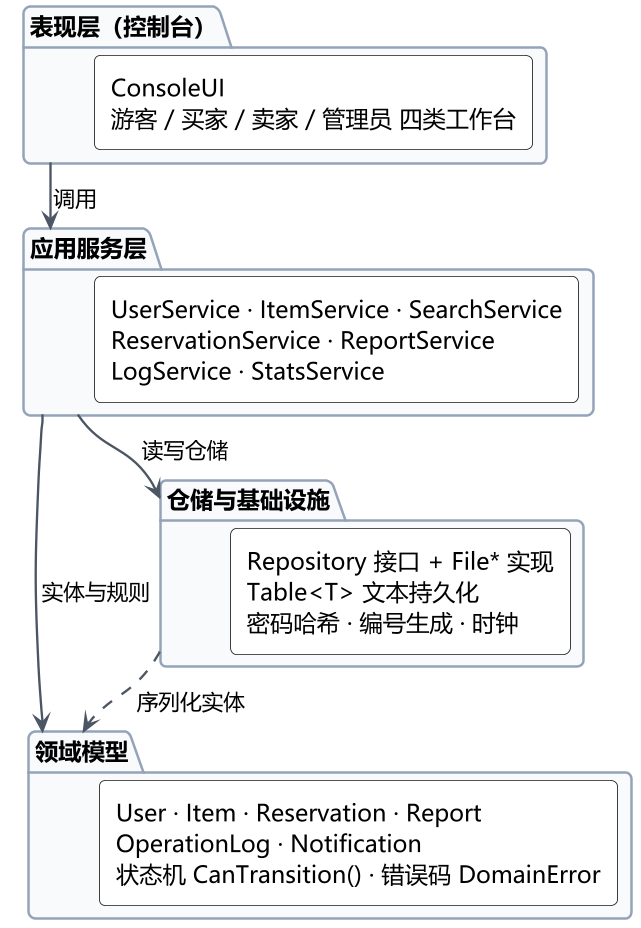 表现层（控制台）
ConsoleUI
游客 / 买家 / 卖家 / 管理员 四类工作台
调用
应用服务层
UserService · ItemService · SearchService
ReservationService · ReportService
LogService · StatsService
读写仓储
仓储与基础设施
Repository 接口 + File* 实现
Table<T> 文本持久化
密码哈希 · 编号生成 · 时钟
实体与规则
序列化实体
领域模型
User · Item · Reservation · Report
OperationLog · Notification
状态机 CanTransition() · 错误码 DomainError